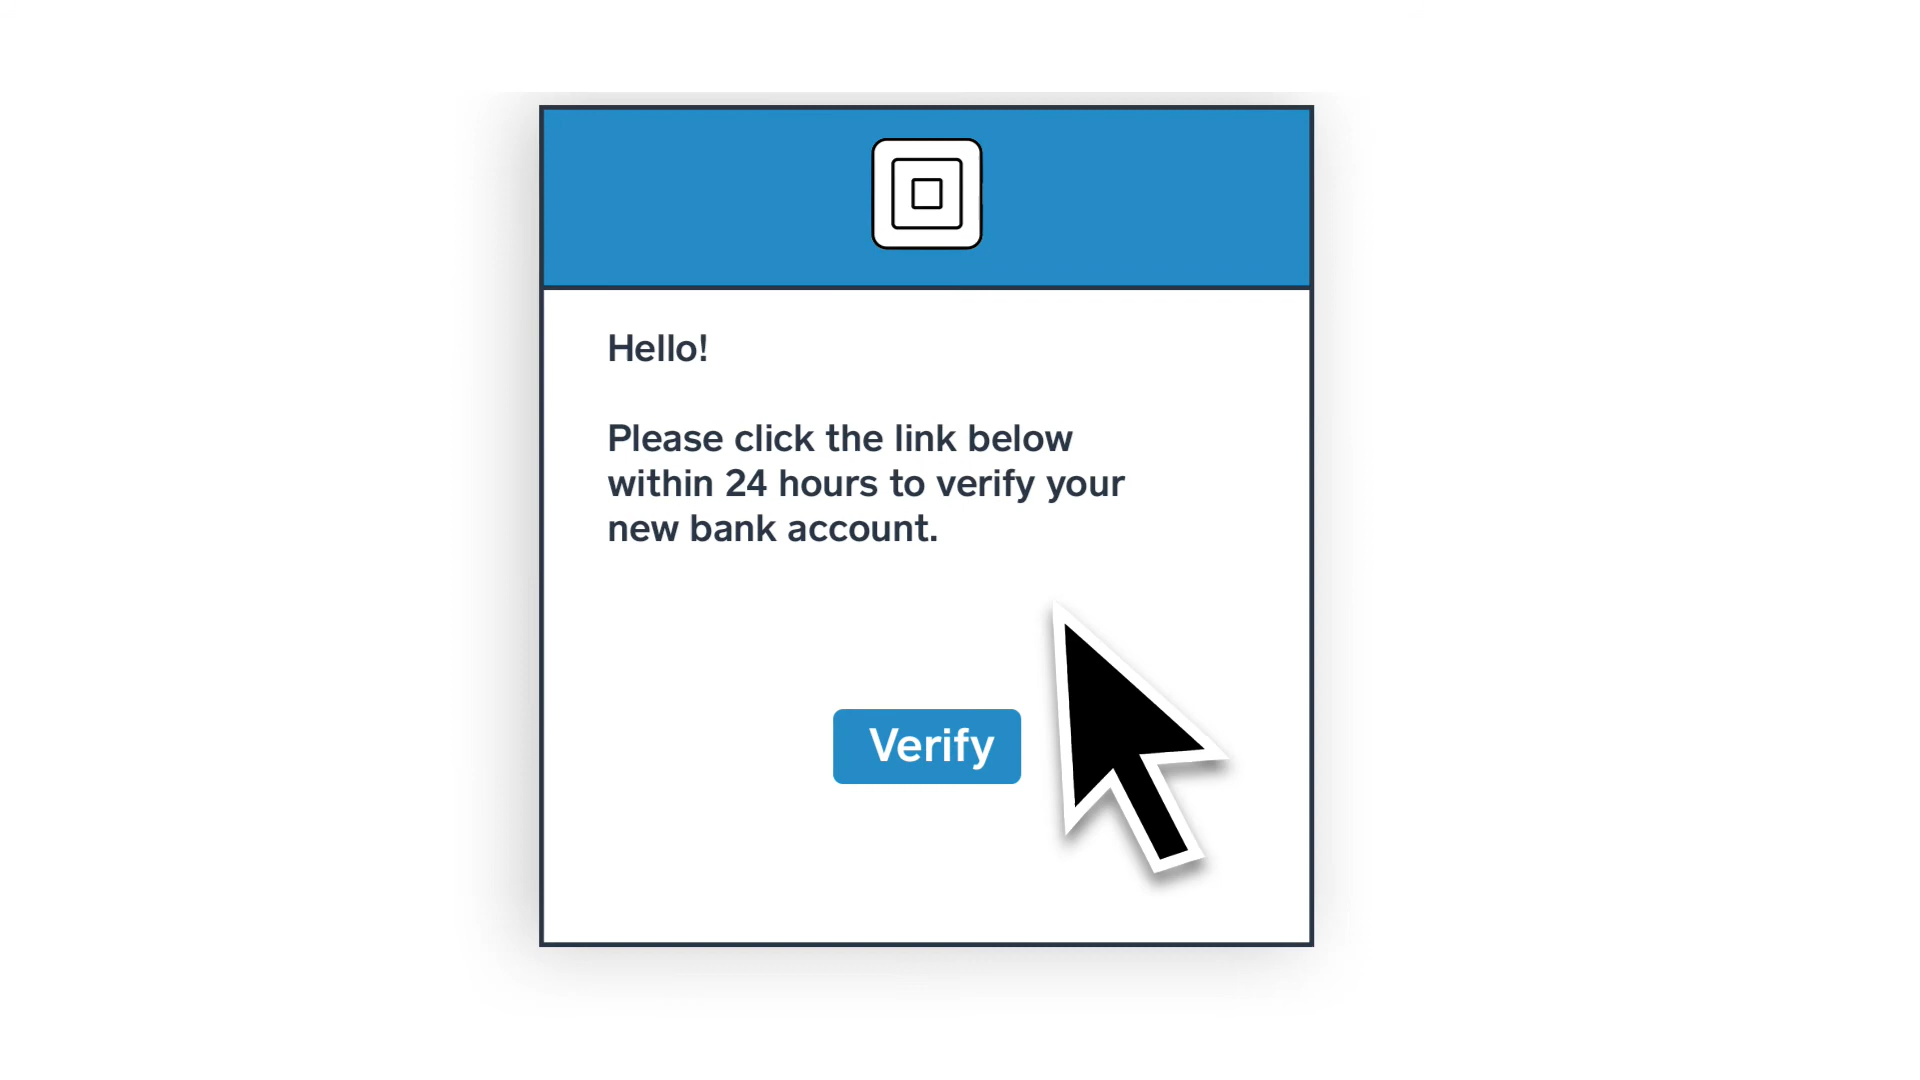 Hello!
Please click the link below
within 24 hours to verify your
new bank account.
Verify